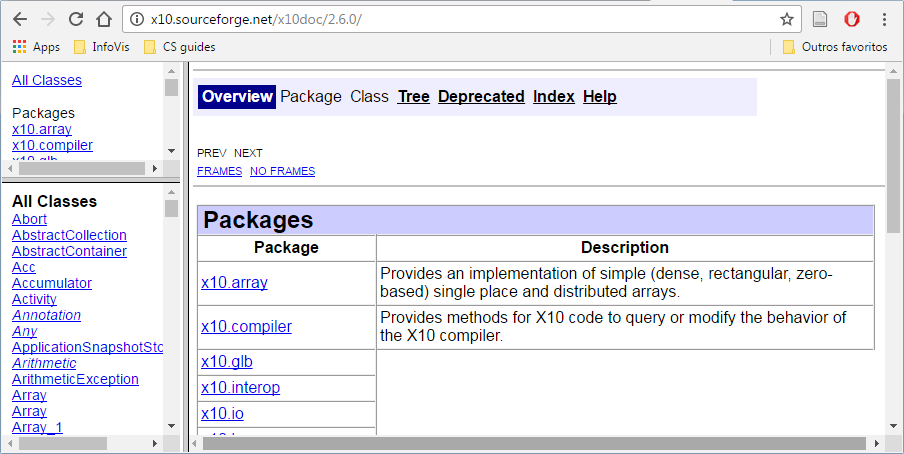 x10.sourceforge.net/x10doc/2.6.0/
Apps InfoVis CS guides Outros favoritos
All Classes
Packages
x10.array
x10.compiler
x10.glb
All Classes
Abort
AbstractCollection
AbstractContainer
Acc
Accumulator
Activity
Annotation
Any
ApplicationSnapshotSto
Arithmetic
ArithmeticException
Array
Array
Array_1
Overview Package Class Tree Deprecated Index Help
PREV NEXT
FRAMES NO FRAMES
Packages
Package Description
x10.array Provides an implementation of simple (dense, rectangular, zero-
based) single place and distributed arrays.
x10.compiler Provides methods for X10 code to query or modify the behavior of
the X10 compiler.
x10.glb
x10.interop
x10.io